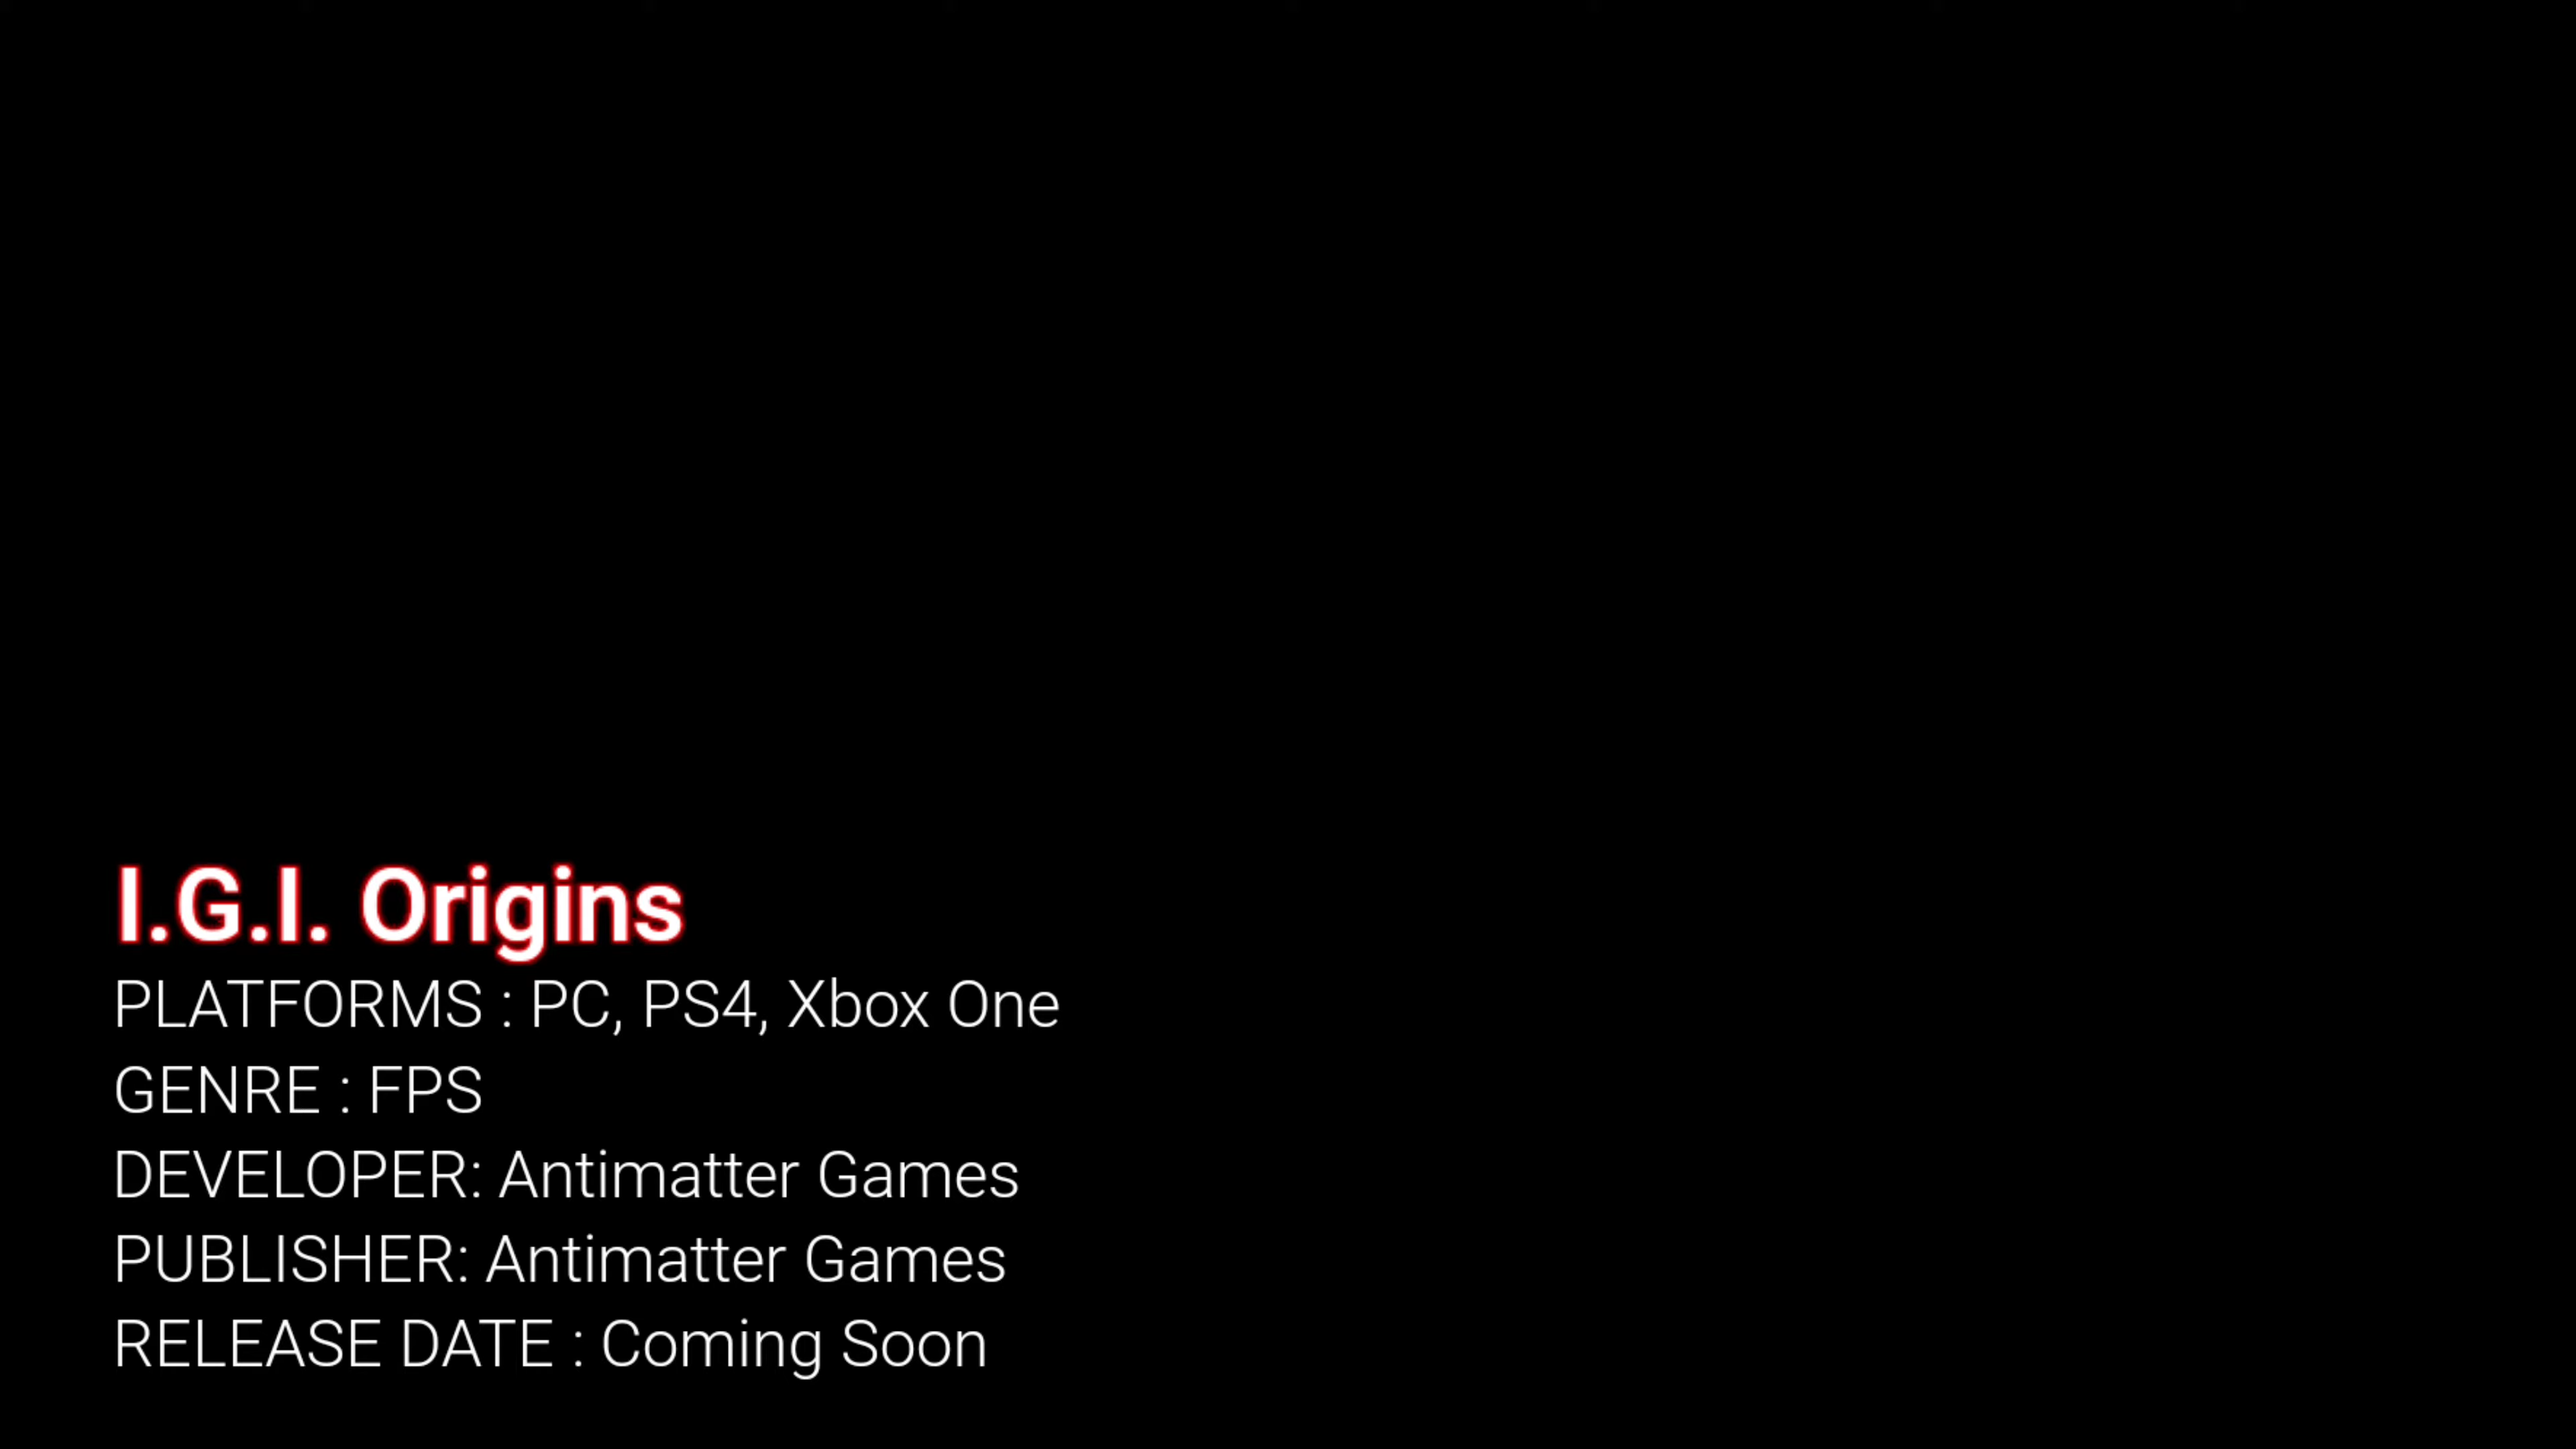 I.G.I. Origins
PLATFORMS : PC, PS4, Xbox One
GENRE : FPS
DEVELOPER: Antimatter Games
PUBLISHER: Antimatter Games
RELEASE DATE : Coming Soon